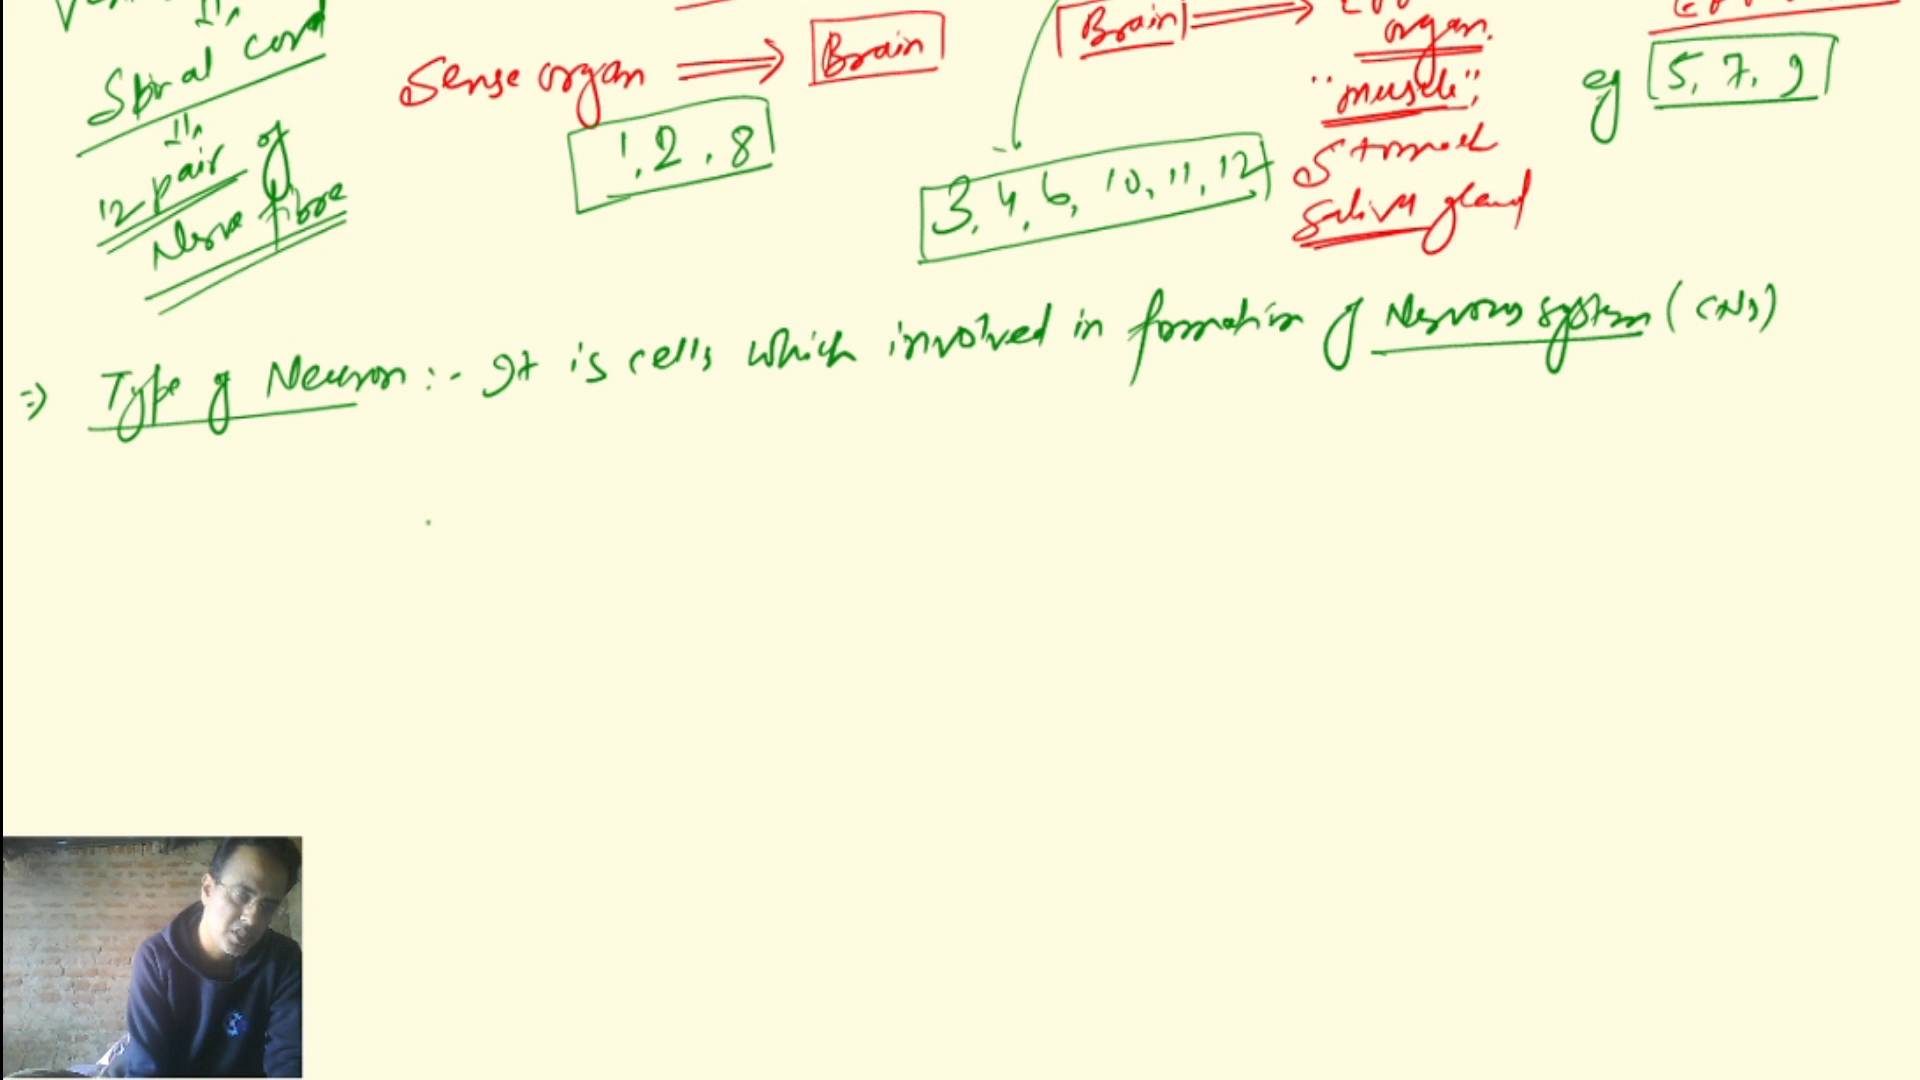 Spinal cord
12 pair of
Nerve fibre
Sense organ ⇒ Brain
1, 2, 8
Brain ⇒
organ.
"muscle",
Stomach
Saliva gland
3, 4, 6, 10, 11, 12
eg 5, 7, 9
⇒ Type of Neuron :- It is cells which involved in formation of Nervous system (CNS)